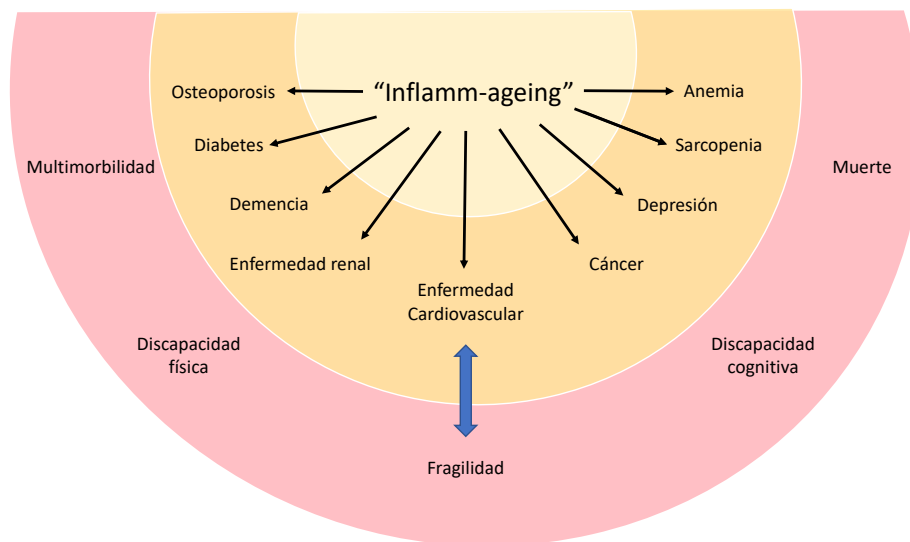 “Inflamm-ageing”
Osteoporosis
Anemia
Diabetes
Sarcopenia
Multimorbilidad
Muerte
Demencia
Depresión
Enfermedad renal
Cáncer
Enfermedad
Cardiovascular
Discapacidad
física
Discapacidad
cognitiva
Fragilidad